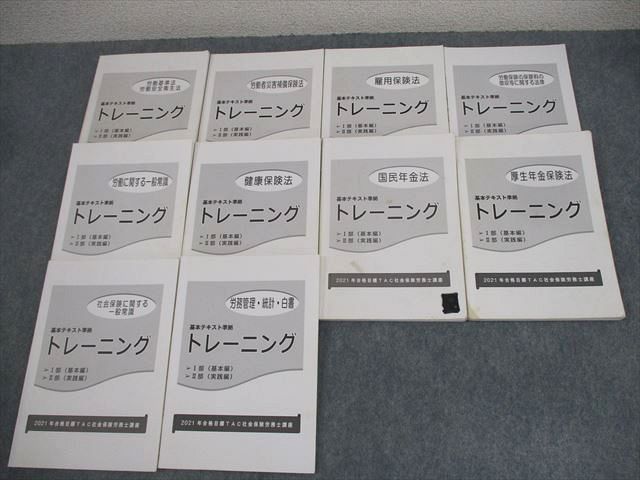 労働基準法
労働安全衛生法
基本テキスト準拠
トレーニング
➢Ⅰ部（基本編）
➢Ⅱ部（実践編）
労働者災害補償保険法
基本テキスト準拠
トレーニング
➢Ⅰ部（基本編）
➢Ⅱ部（実践編）
雇用保険法
基本テキスト準拠
トレーニング
➢Ⅰ部（基本編）
➢Ⅱ部（実践編）
労働保険の保険料の
徴収等に関する法律
基本テキスト準拠
トレーニング
➢Ⅰ部（基本編）
➢Ⅱ部（実践編）
労働に関する一般常識
基本テキスト準拠
トレーニング
➢Ⅰ部（基本編）
➢Ⅱ部（実践編）
健康保険法
基本テキスト準拠
トレーニング
➢Ⅰ部（基本編）
➢Ⅱ部（実践編）
国民年金法
基本テキスト準拠
トレーニング
➢Ⅰ部（基本編）
➢Ⅱ部（実践編）
2021年合格目標TAC社会保険労務士講座
厚生年金保険法
基本テキスト準拠
トレーニング
➢Ⅰ部（基本編）
➢Ⅱ部（実践編）
2021年合格目標TAC社会保険労務士講座
社会保険に関する
一般常識
基本テキスト準拠
トレーニング
➢Ⅰ部（基本編）
➢Ⅱ部（実践編）
2021年合格目標TAC社会保険労務士講座
労務管理・統計・白書
基本テキスト準拠
トレーニング
➢Ⅰ部（基本編）
➢Ⅱ部（実践編）
2021年合格目標TAC社会保険労務士講座